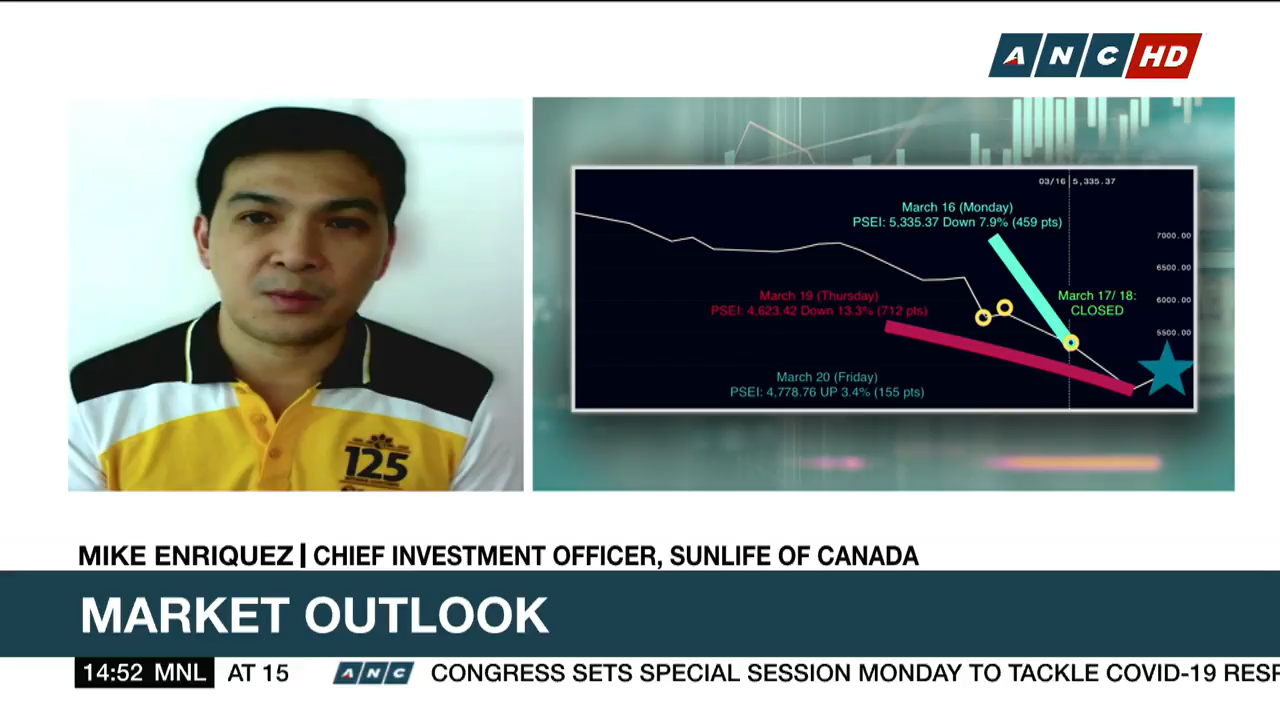 ANC HD
03/16 5,335.37
March 16 (Monday)
PSEI: 5,335.37 Down 7.9% (459 pts)
7000.00
6500.00
March 19 (Thursday)
PSEI: 4,623.42 Down 13.3% (712 pts)
March 17/ 18:
CLOSED
6000.00
5500.00
March 20 (Friday)
PSEI: 4,778.76 UP 3.4% (155 pts)
125
MIKE ENRIQUEZ | CHIEF INVESTMENT OFFICER, SUNLIFE OF CANADA
MARKET OUTLOOK
14:52 MNL AT 15 ANC CONGRESS SETS SPECIAL SESSION MONDAY TO TACKLE COVID-19 RESP